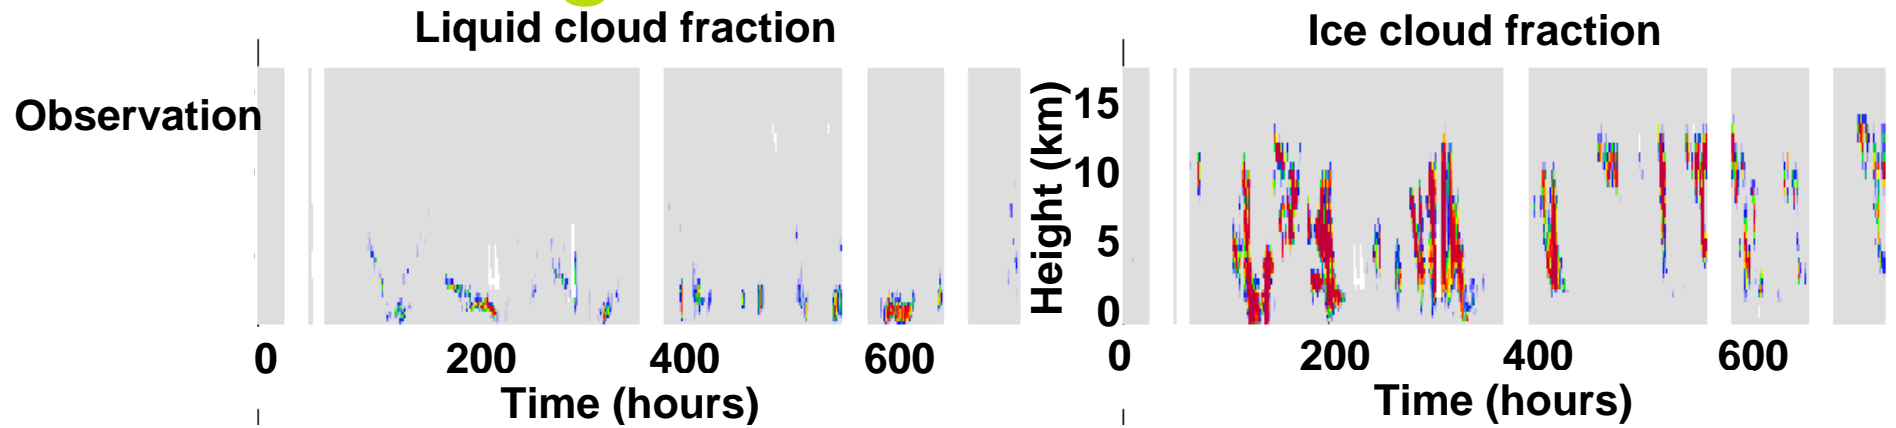 Liquid cloud fraction
Ice cloud fraction
Observation
Height (km)
15
10
5
0
0 200 400 600
Time (hours)
0 200 400 600
Time (hours)